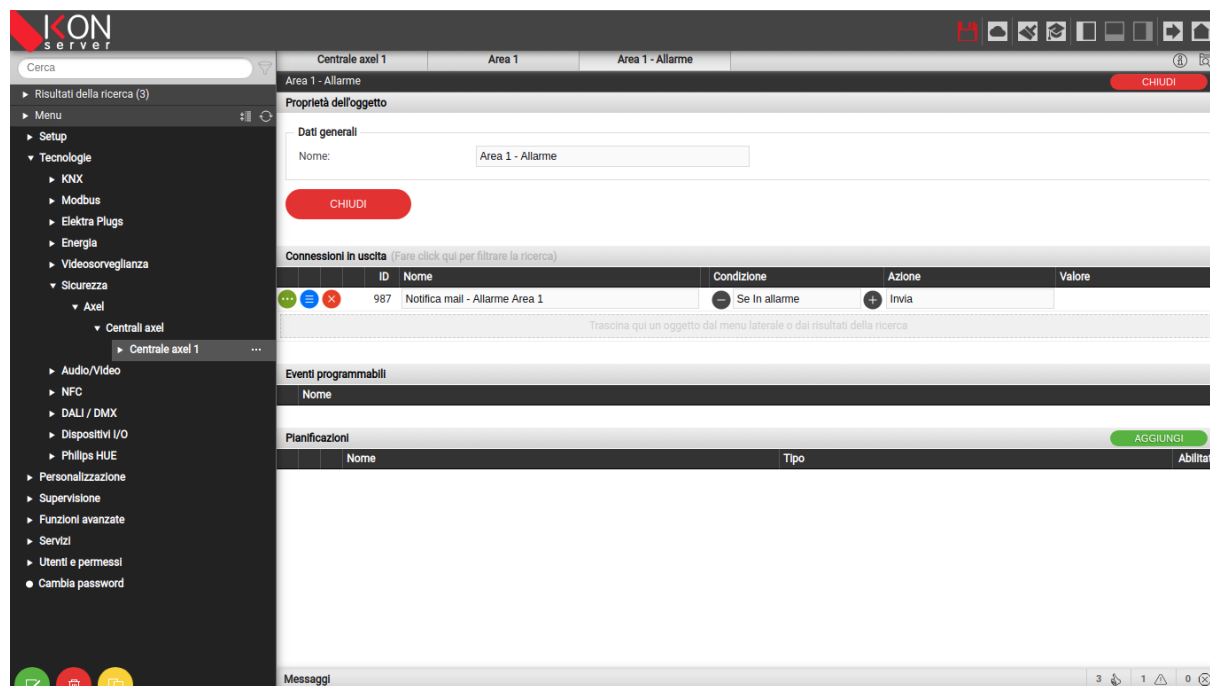 KON
server
Cerca
Risultati della ricerca (3)
Menu
Setup
Tecnologie
KNX
Modbus
Elektra Plugs
Energia
Videosorveglianza
Sicurezza
Axel
Centrali axel
Centrale axel 1 ...
Audio/Video
NFC
DALI / DMX
Dispositivi I/O
Philips HUE
Personalizzazione
Supervisione
Funzioni avanzate
Servizi
Utenti e permessi
Cambia password
Centrale axel 1 Area 1 Area 1 - Allarme
Area 1 - Allarme CHIUDI
Proprietà dell'oggetto
Dati generali
Nome: Area 1 - Allarme
CHIUDI
Connessioni in uscita (Fare click qui per filtrare la ricerca)
ID Nome Condizione Azione Valore
987 Notifica mail - Allarme Area 1 Se In allarme Invia
Trascina qui un oggetto dal menu laterale o dai risultati della ricerca
Eventi programmabili
Nome
Planificazioni AGGIUNGI
Nome Tipo Abilitat
Messaggi 3 1 0